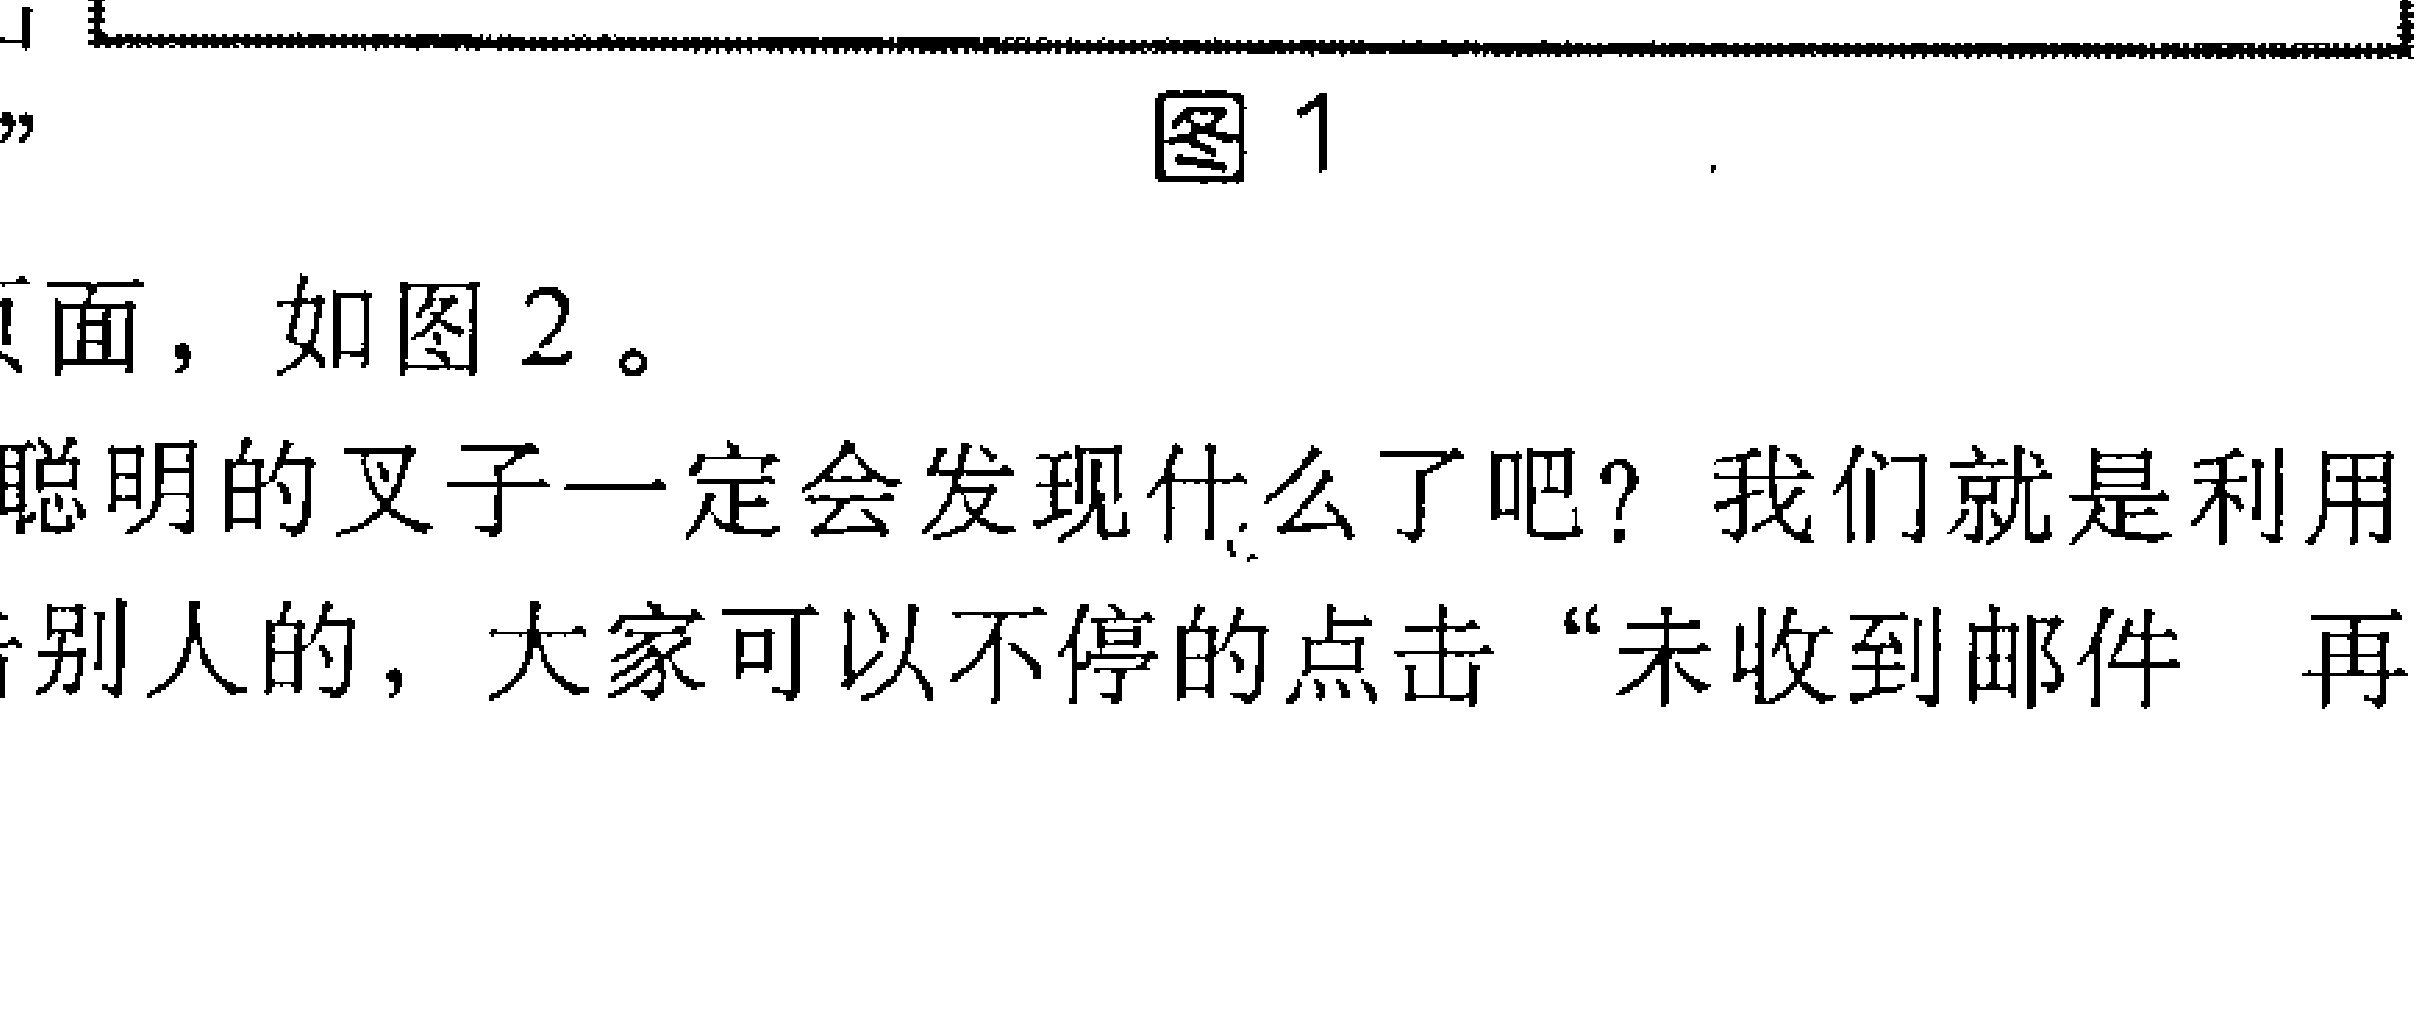 ”
图 1
页面，如图 2 。
聪明的叉子一定会发现什么了吧？我们就是利用
别人的，大家可以不停的点击“未收到邮件 再